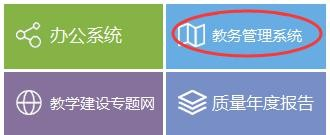 办公系统
教务管理系统
教学建设专题网
质量年度报告